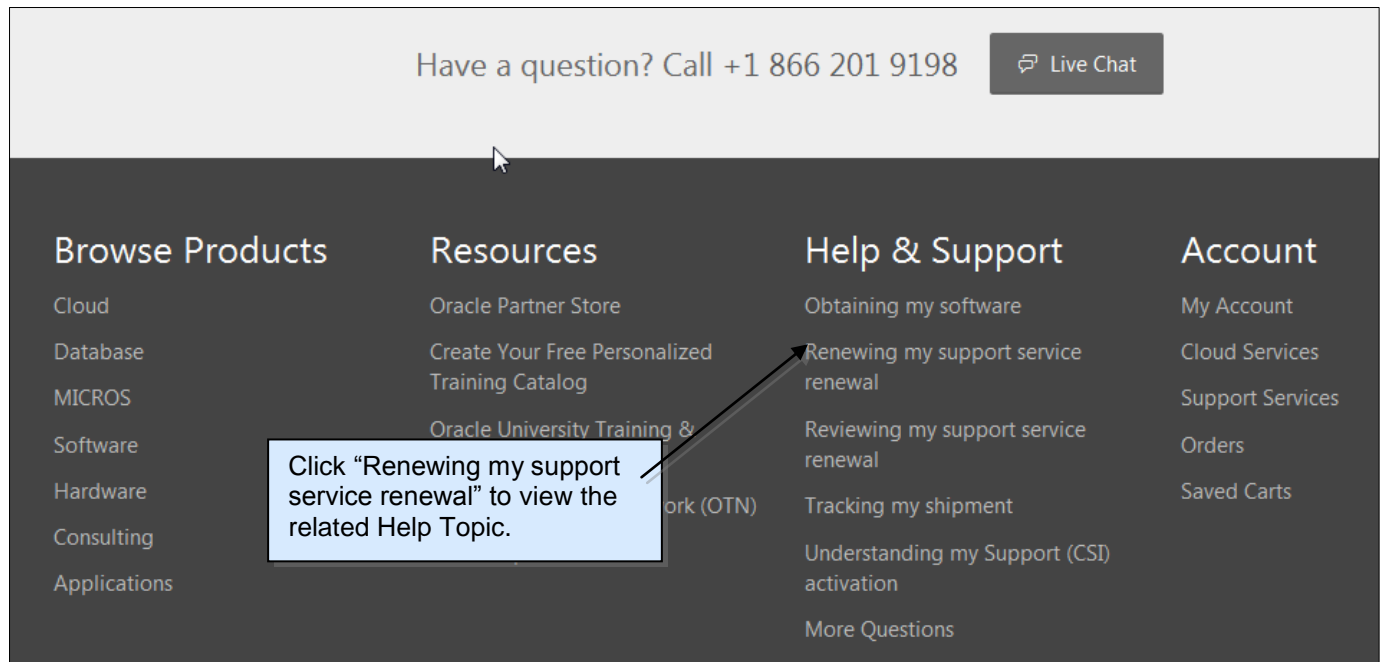 Have a question? Call +1 866 201 9198
Live Chat
Browse Products
Cloud
Database
MICROS
Software
Hardware
Consulting
Applications
Resources
Oracle Partner Store
Create Your Free Personalized
Training Catalog
Oracle University Training &
(OTN)
Click “Renewing my support
service renewal” to view the
related Help Topic.
Help & Support
Obtaining my software
Renewing my support service
renewal
Reviewing my support service
renewal
Tracking my shipment
Understanding my Support (CSI)
activation
More Questions
Account
My Account
Cloud Services
Support Services
Orders
Saved Carts